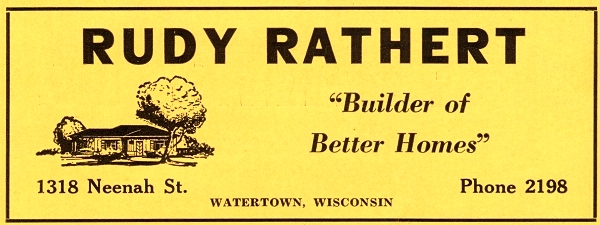 RUDY RATHERT
“Builder of
Better Homes”
1318 Neenah St.
Phone 2198
WATERTOWN, WISCONSIN